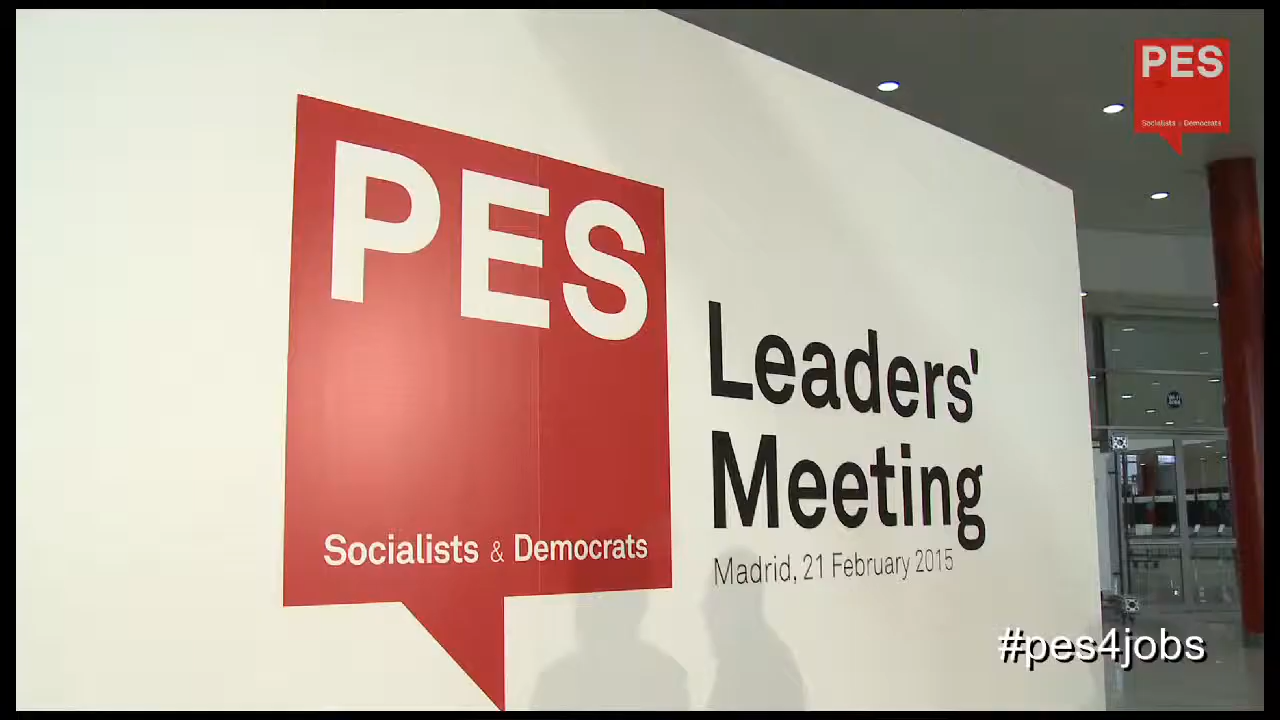 PES
Socialists & Democrats
PES
Socialists & Democrats
Leaders'
Meeting
Madrid, 21 February 2015
#pes4jobs